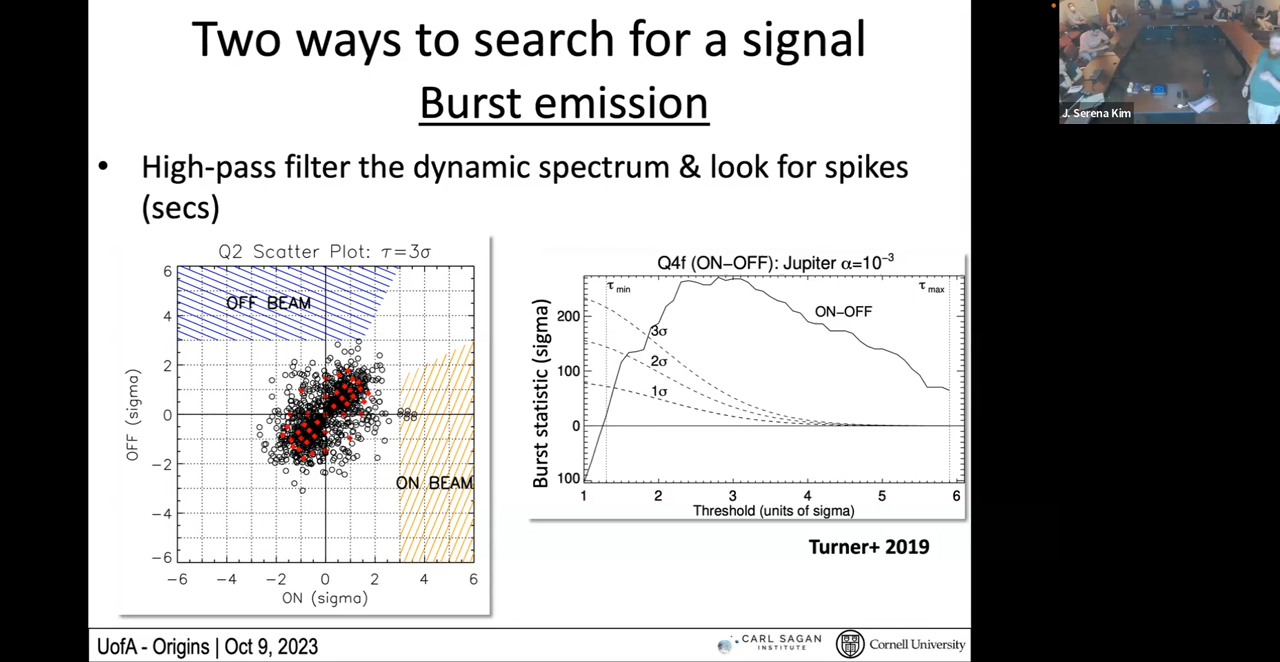 Two ways to search for a signal
Burst emission
• High-pass filter the dynamic spectrum & look for spikes
(secs)
Q2 Scatter Plot: τ=3σ
6
4
2
0
−2
−4
−6
OFF (sigma)
OFF BEAM
ON BEAM
−6 −4 −2 0 2 4 6
ON (sigma)
Q4f (ON−OFF): Jupiter α=10⁻³
Burst statistic (sigma)
200
100
0
100
τ min
τ max
ON−OFF
3σ
2σ
1σ
1 2 3 4 5 6
Threshold (units of sigma)
Turner+ 2019
UofA - Origins | Oct 9, 2023
CARL SAGAN
INSTITUTE
Cornell University
J. Serena Kim